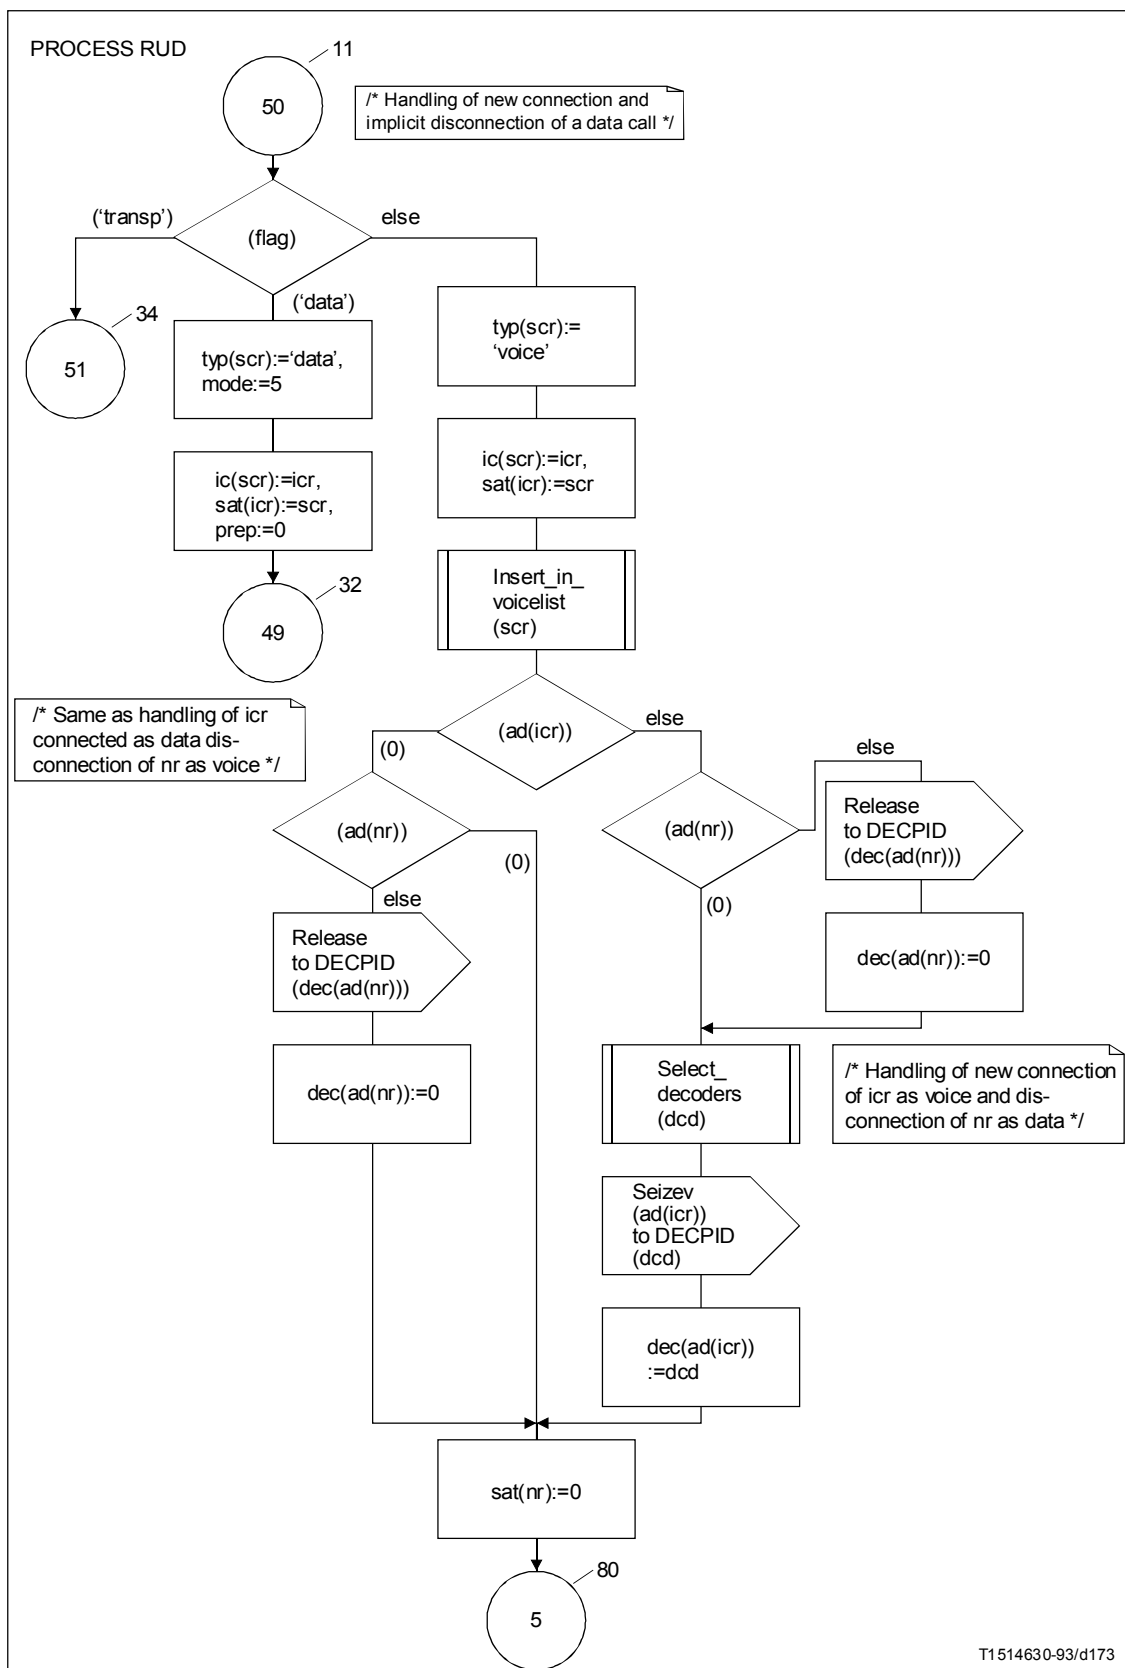 PROCESS RUD
11
50
/* Handling of new connection and
implicit disconnection of a data call */
(‘transp’)
(flag)
else
(‘data’)
34
51
typ(scr):=‘data’,
mode:=5
typ(scr):=
‘voice’
ic(scr):=icr,
sat(icr):=scr,
prep:=0
ic(scr):=icr,
sat(icr):=scr
32
49
Insert_in_
voicelist
(scr)
/* Same as handling of icr
connected as data dis-
connection of nr as voice */
(ad(icr))
(0)
else
else
(ad(nr))
(0)
else
(ad(nr))
(0)
Release
to DECPID
(dec(ad(nr)))
Release
to DECPID
(dec(ad(nr)))
dec(ad(nr)):=0
dec(ad(nr)):=0
Select_
decoders
(dcd)
/* Handling of new connection
of icr as voice and dis-
connection of nr as data */
Seizev
(ad(icr))
to DECPID
(dcd)
dec(ad(icr))
:=dcd
sat(nr):=0
80
5
T1514630-93/d173